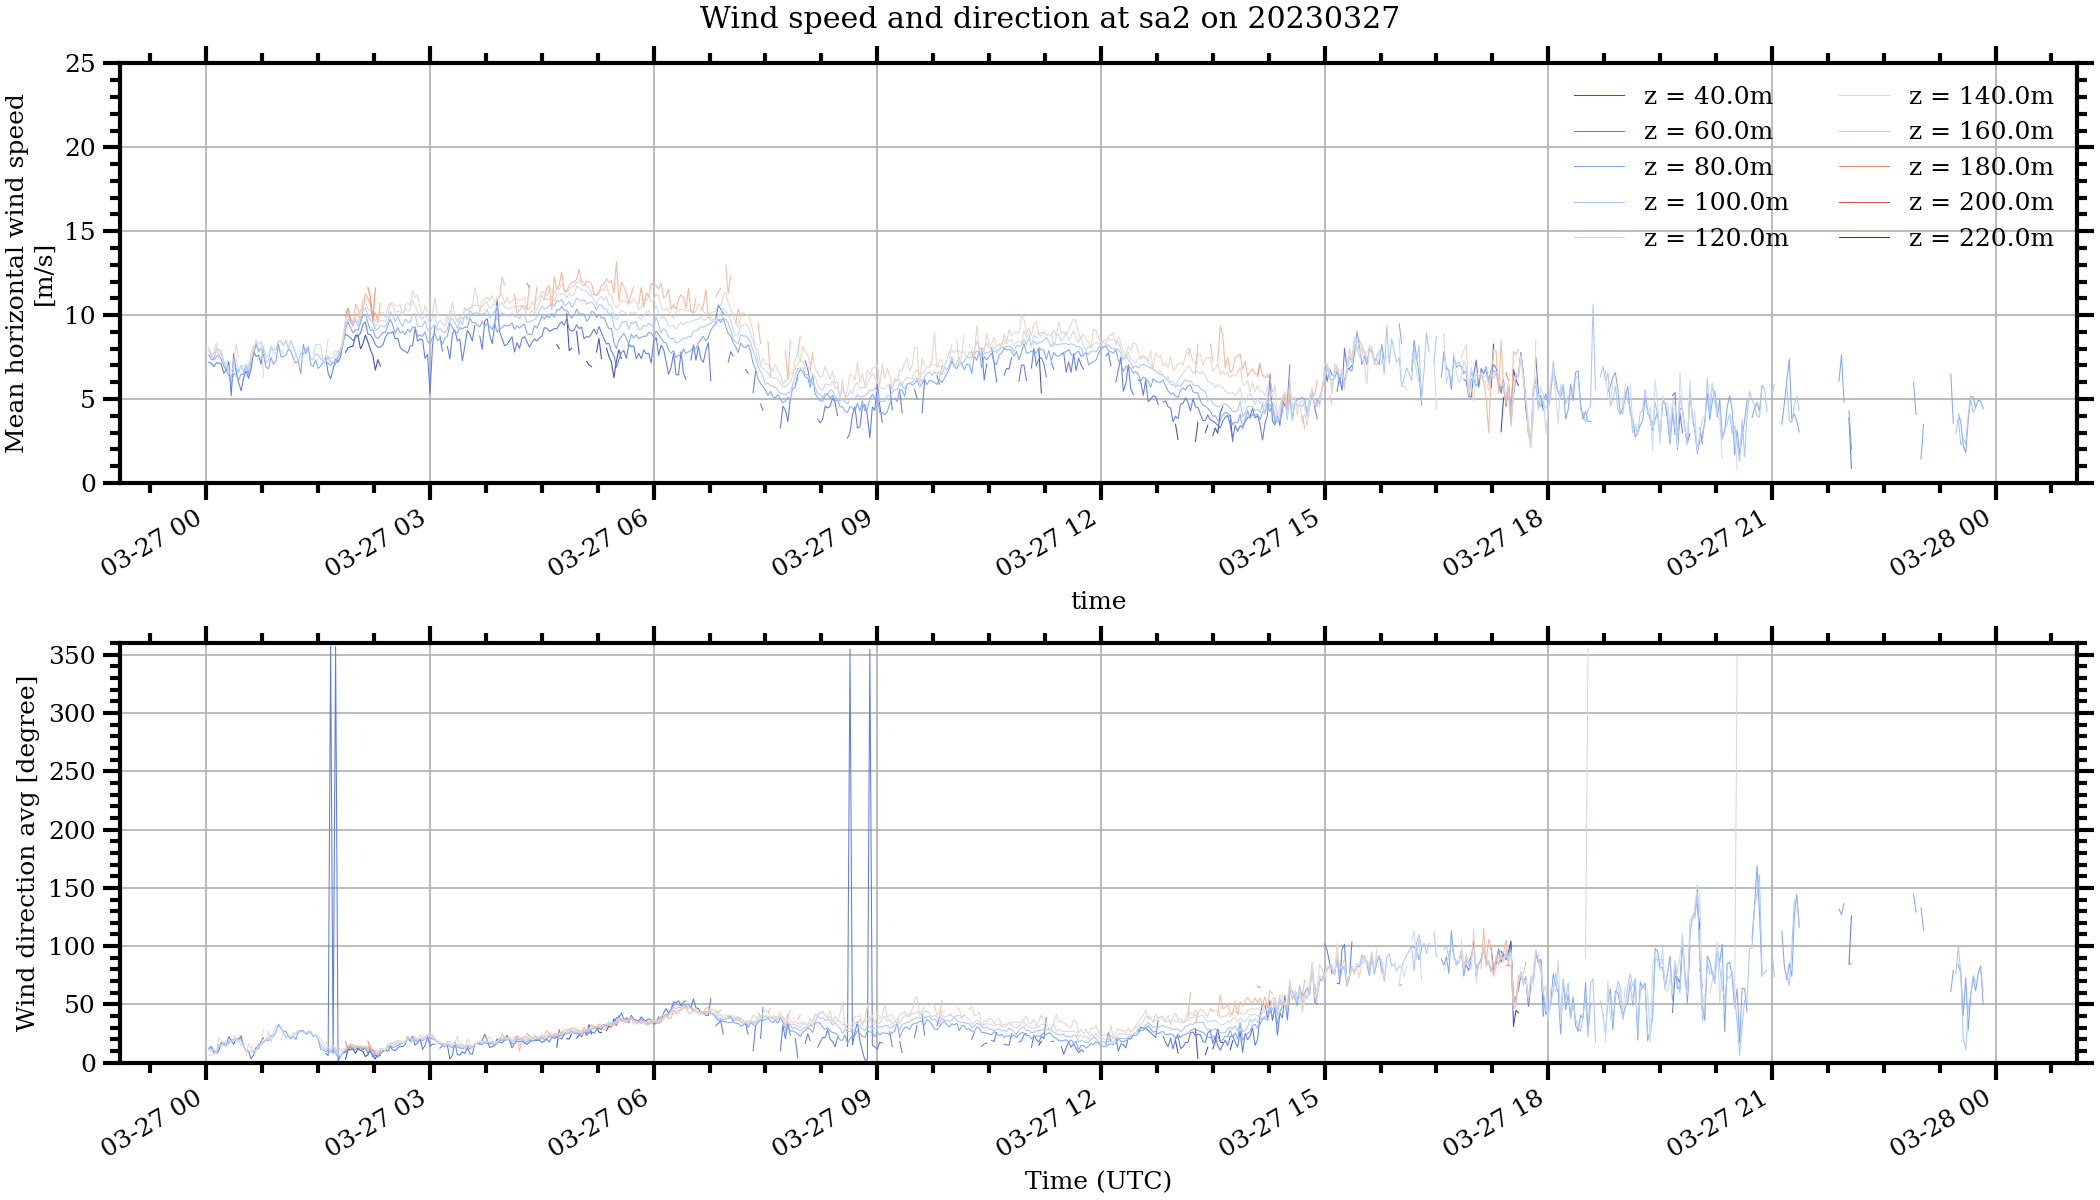 Wind speed and direction at sa2 on 20230327
Mean horizontal wind speed
[m/s]
25
20
15
10
5
0
z = 40.0m
z = 60.0m
z = 80.0m
z = 100.0m
z = 120.0m
z = 140.0m
z = 160.0m
z = 180.0m
z = 200.0m
z = 220.0m
03-27 00
03-27 03
03-27 06
03-27 09
03-27 12
03-27 15
03-27 18
03-27 21
03-28 00
time
Wind direction avg [degree]
350
300
250
200
150
100
50
0
03-27 00
03-27 03
03-27 06
03-27 09
03-27 12
03-27 15
03-27 18
03-27 21
03-28 00
Time (UTC)